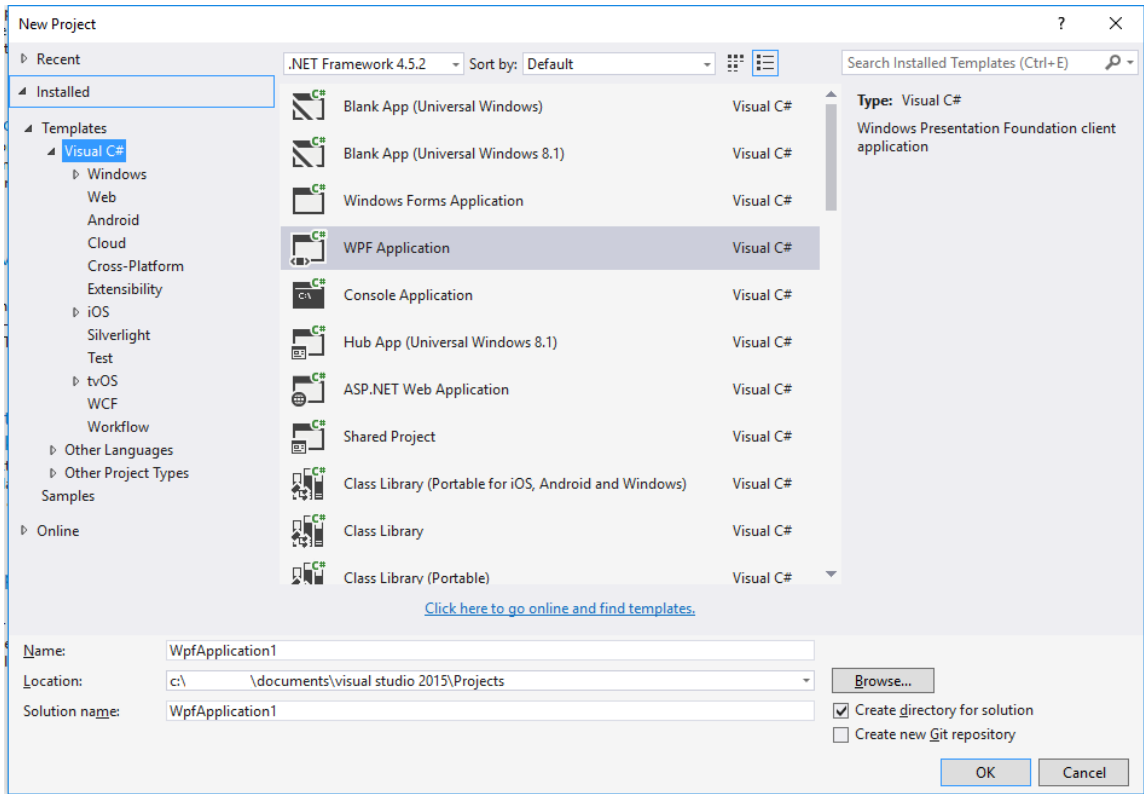 New Project
?
Recent
.NET Framework 4.5.2
Sort by: Default
Search Installed Templates (Ctrl+E)
Installed
Templates
Visual C#
Windows
Web
Android
Cloud
Cross-Platform
Extensibility
iOS
Silverlight
Test
tvOS
WCF
Workflow
Other Languages
Other Project Types
Samples
Online
Blank App (Universal Windows) Visual C#
Blank App (Universal Windows 8.1) Visual C#
Windows Forms Application Visual C#
WPF Application Visual C#
Console Application Visual C#
Hub App (Universal Windows 8.1) Visual C#
ASP.NET Web Application Visual C#
Shared Project Visual C#
Class Library (Portable for iOS, Android and Windows) Visual C#
Class Library Visual C#
Class Library (Portable) Visual C#
Click here to go online and find templates.
Type: Visual C#
Windows Presentation Foundation client
application
Name: WpfApplication1
Location: c:\ \documents\visual studio 2015\Projects
Browse...
Solution name: WpfApplication1
Create directory for solution
Create new Git repository
OK Cancel